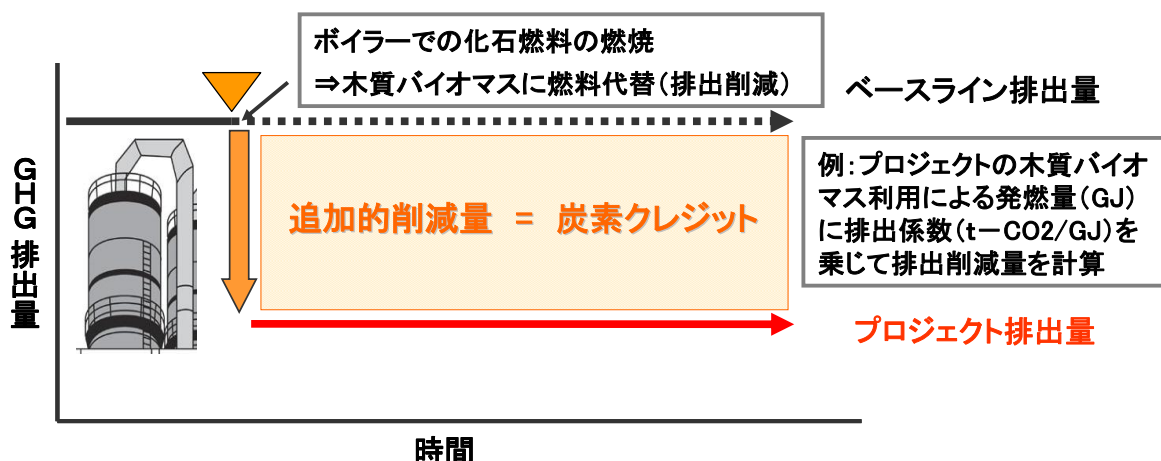 ボイラーでの化石燃料の燃焼
⇒木質バイオマスに燃料代替（排出削減）
ベースライン排出量
GHG排出量
追加的削減量 ＝ 炭素クレジット
例：プロジェクトの木質バイオ
マス利用による発燃量（GJ）
に排出係数（t－CO2/GJ）を
乗じて排出削減量を計算
プロジェクト排出量
時間